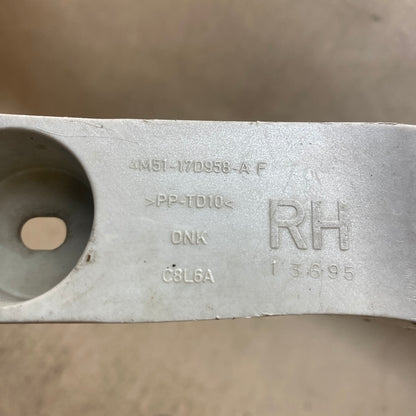 4M51-17D958-A F
>PP-TD10<
DNK
C8L6A
RH
13695